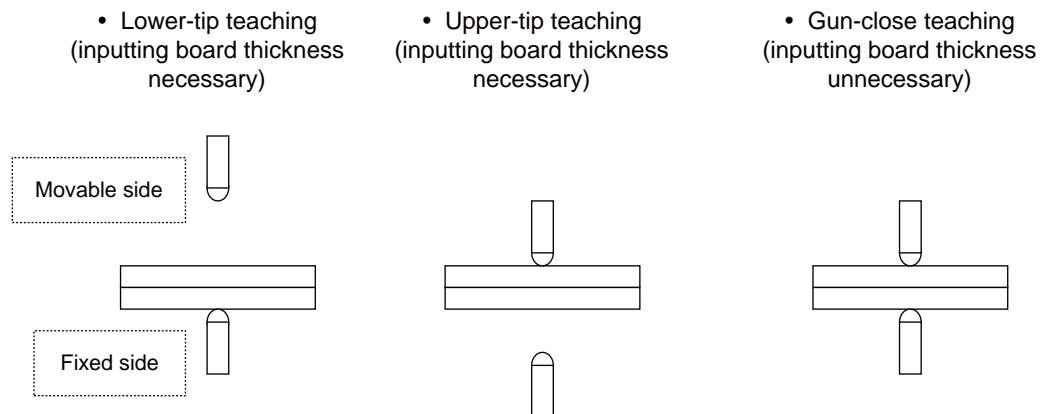 • Lower-tip teaching
(inputting board thickness
necessary)
• Upper-tip teaching
(inputting board thickness
necessary)
• Gun-close teaching
(inputting board thickness
unnecessary)
Movable side
Fixed side